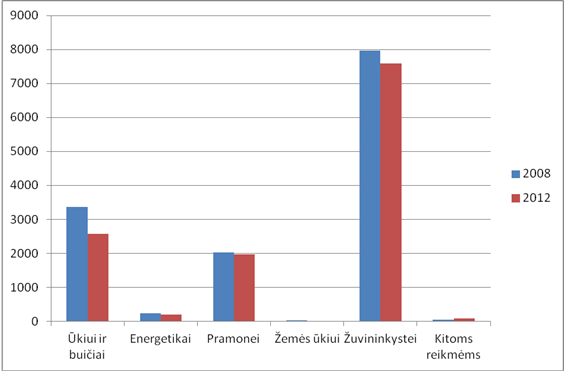 9000
8000
7000
6000
5000
4000
3000
2000
1000
0
Ūkiui ir buičiai
Energetikai
Pramonei
Žemės ūkiui
Žuvininkystei
Kitoms reikmėms
2008
2012